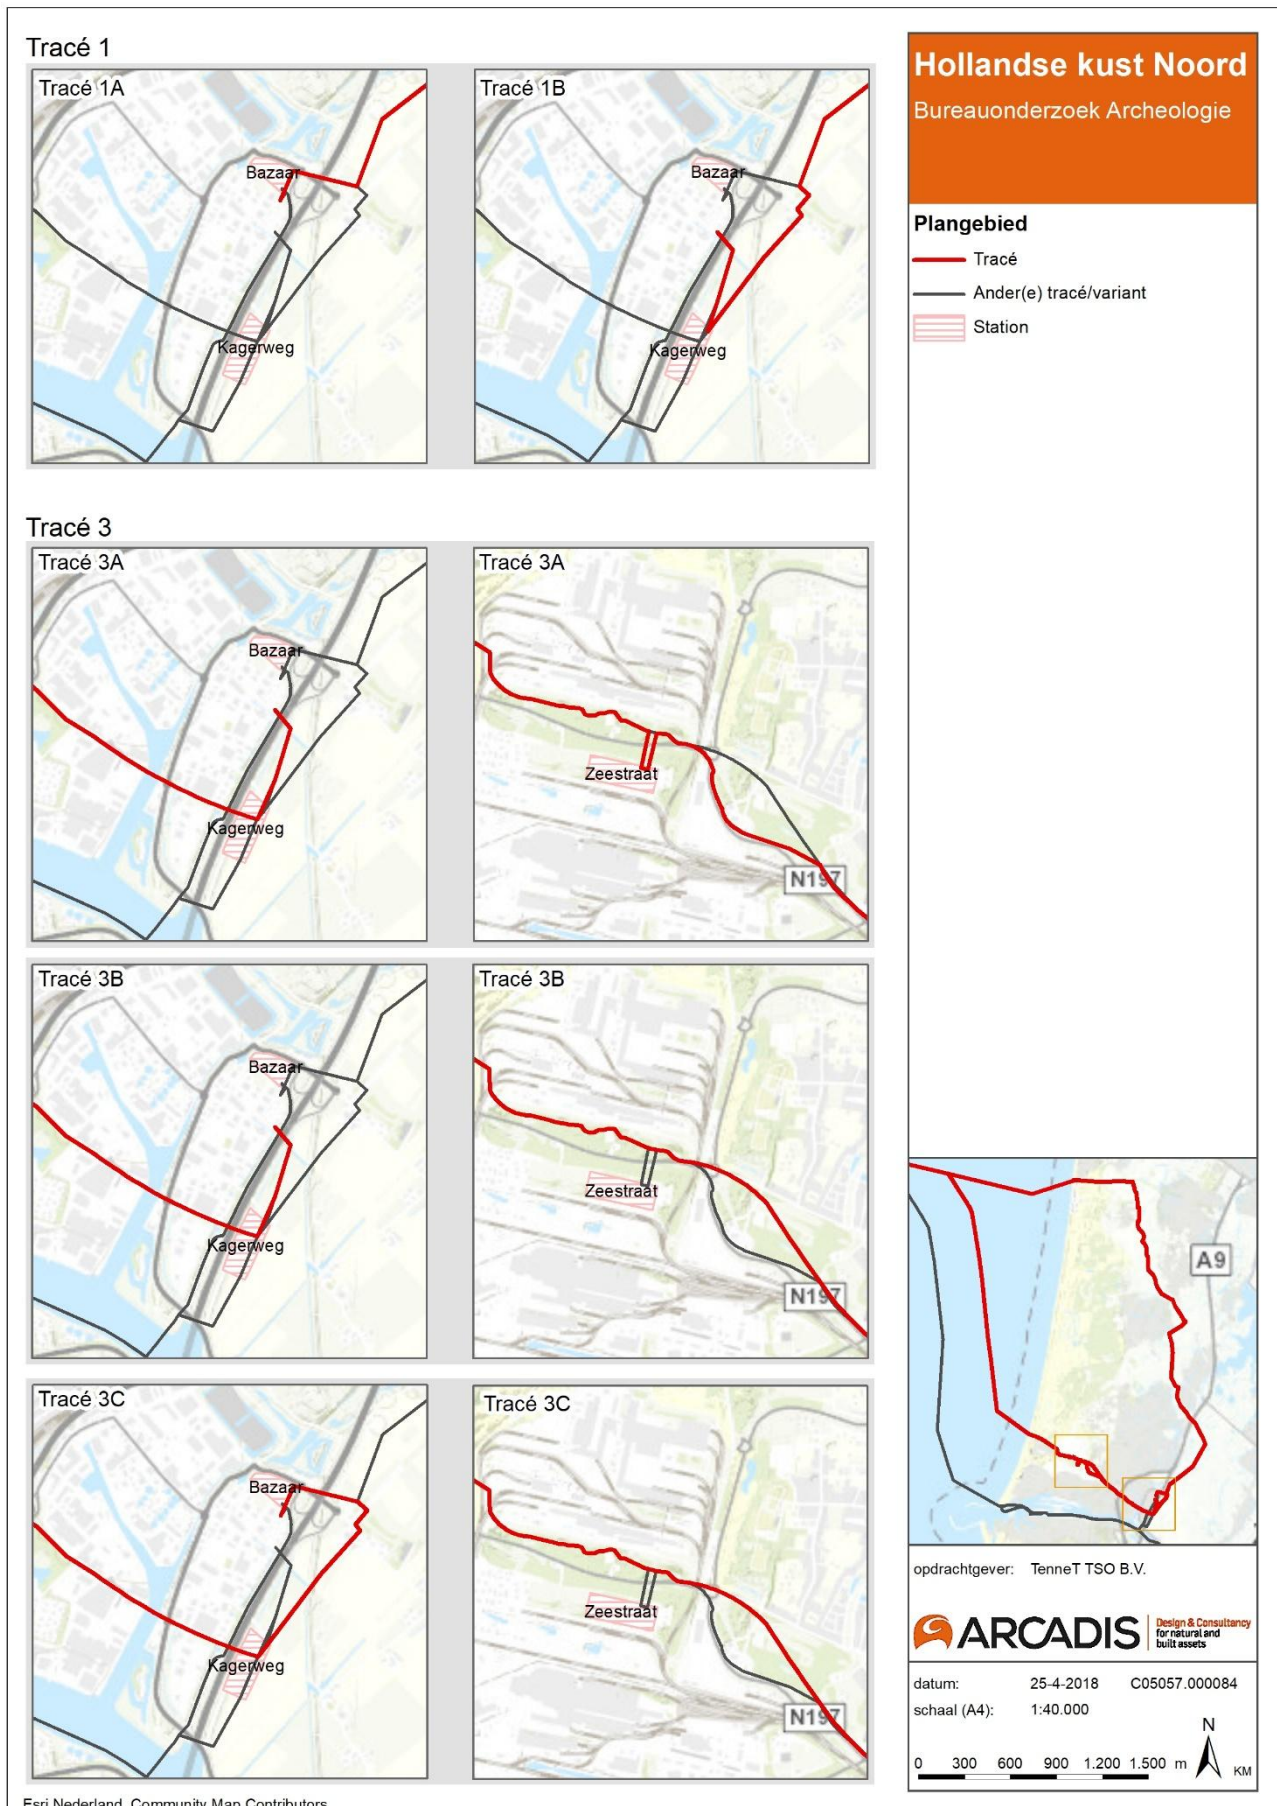 Tracé 1
Tracé 1A
Bazaar
Kagerweg
Tracé 1B
Bazaar
Kagerweg
Tracé 3
Tracé 3A
Bazaar
Kagerweg
Tracé 3A
Zeestraat
N197
Tracé 3B
Bazaar
Kagerweg
Tracé 3B
Zeestraat
N197
Tracé 3C
Bazaar
Kagerweg
Tracé 3C
Zeestraat
N197
Esri Nederland, Community Map Contributors
Hollandse kust Noord
Bureauonderzoek Archeologie
Plangebied
Tracé
Ander(e) tracé/variant
Station
A9
opdrachtgever: TenneT TSO B.V.
ARCADIS
Design & Consultancy
for natural and
built assets
datum: 25-4-2018 C05057.000084
schaal (A4): 1:40.000
N
0 300 600 900 1.200 1.500 m
KM